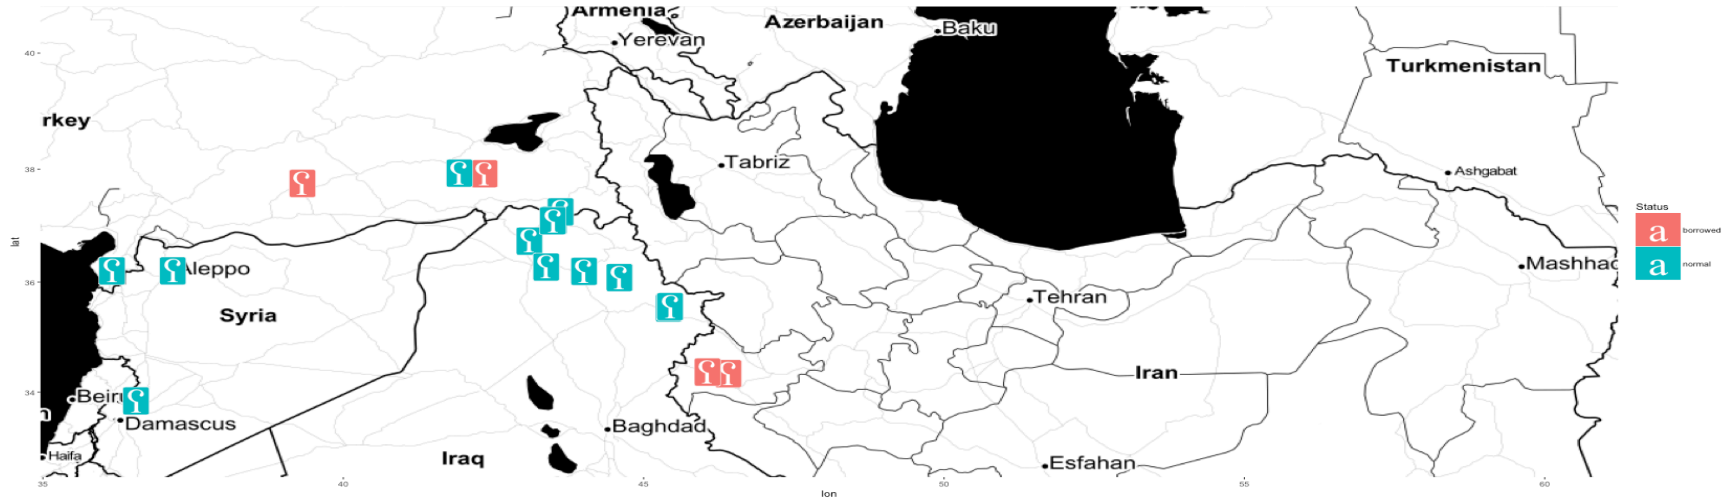 Armenia
Azerbaijan
Baku
Yerevan
40
Turkmenistan
rkey
Tabriz
38
Ashgabat
ʕ ʕ ʕ
Status
ʕ ʕ
a borrowed
lat
ʕ
a normal
ʕ ʕ Aleppo
ʕ ʕ ʕ
Mashhad
36
Tehran
ʕ
Syria
ʕ ʕ
Iran
34
Beiru ʕ
n
Damascus
Baghdad
Haifa
Iraq
Esfahan
35 40 45 50 55 60
lon